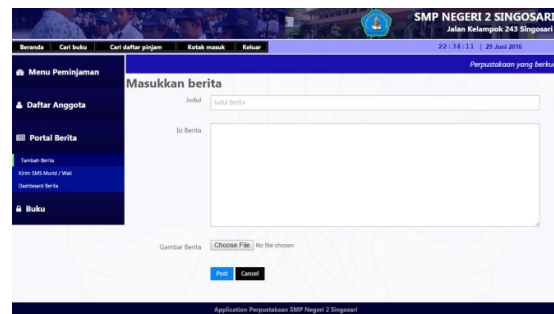 SMP NEGERI 2 SINGOSARI
Jalan Kelampok 243 Singosari
Beranda Cari buku Cari daftar pinjam Kotak masuk Keluar
22:34:11 | 29 Juni 2016
Perpustakaan yang berku
Menu Peminjaman
Daftar Anggota
Portal Berita
Tambah Berita
Kirim SMS Murid / Wali
Dashboard Berita
Buku
Masukkan berita
Judul
Judul Berita
Isi Berita
Gambar Berita
Choose File No file chosen
Post Cancel
Application Perpustakaan SMP Negeri 2 Singosari